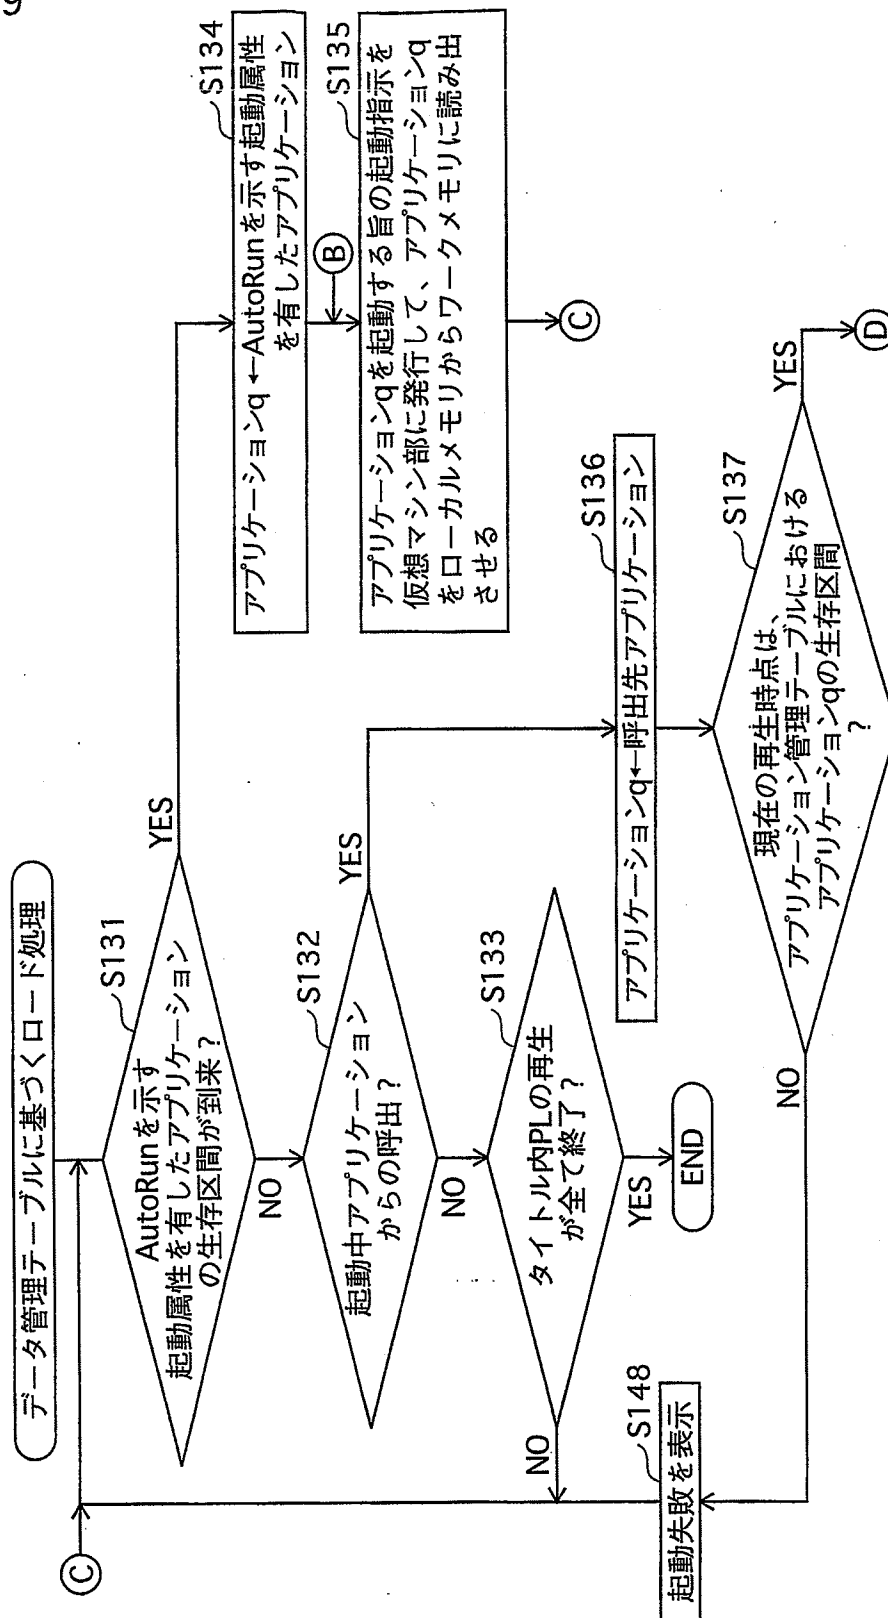 9
データ管理テーブルに基づくロード処理
C
S131
AutoRunを示す
起動属性を有したアプリケーション
の生存区間が到来?
YES
NO
S132
起動中アプリケーション
からの呼出?
YES
NO
S133
タイトル内PLの再生
が全て終了?
NO
YES
END
S134
アプリケーションq←AutoRunを示す起動属性
を有したアプリケーション
B
S135
アプリケーションqを起動する旨の起動指示を
仮想マシン部に発行して、アプリケーションq
をローカルメモリからワークメモリに読み出
させる
C
S136
アプリケーションq←呼出先アプリケーション
S137
現在の再生時点は、
アプリケーション管理テーブルにおける
アプリケーションqの生存区間
?
YES
D
NO
S148
起動失敗を表示